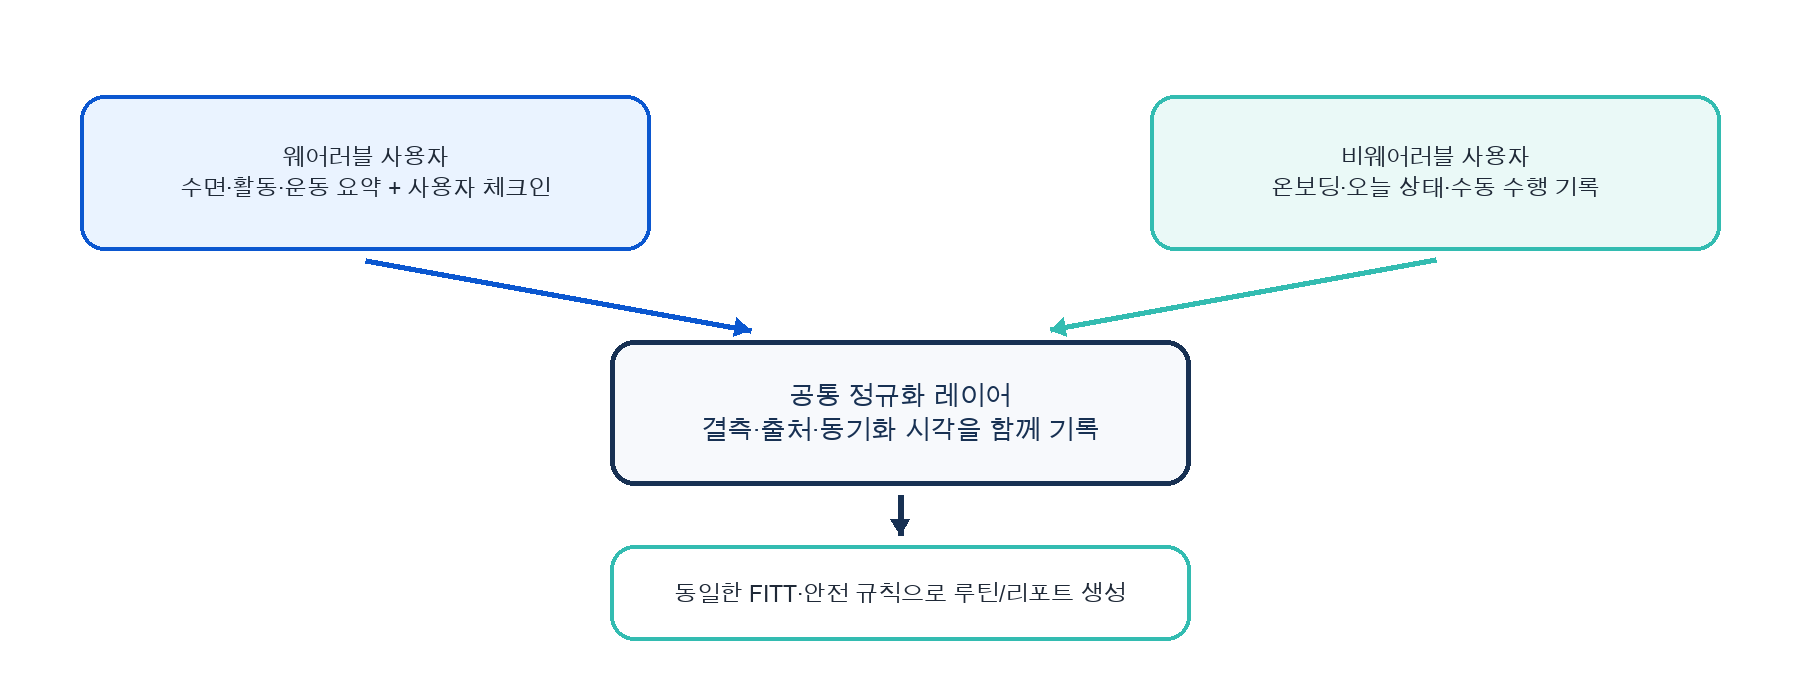 웨어러블 사용자
수면·활동·운동 요약 + 사용자 체크인
비웨어러블 사용자
온보딩·오늘 상태·수동 수행 기록
공통 정규화 레이어
결측·출처·동기화 시각을 함께 기록
동일한 FITT·안전 규칙으로 루틴/리포트 생성